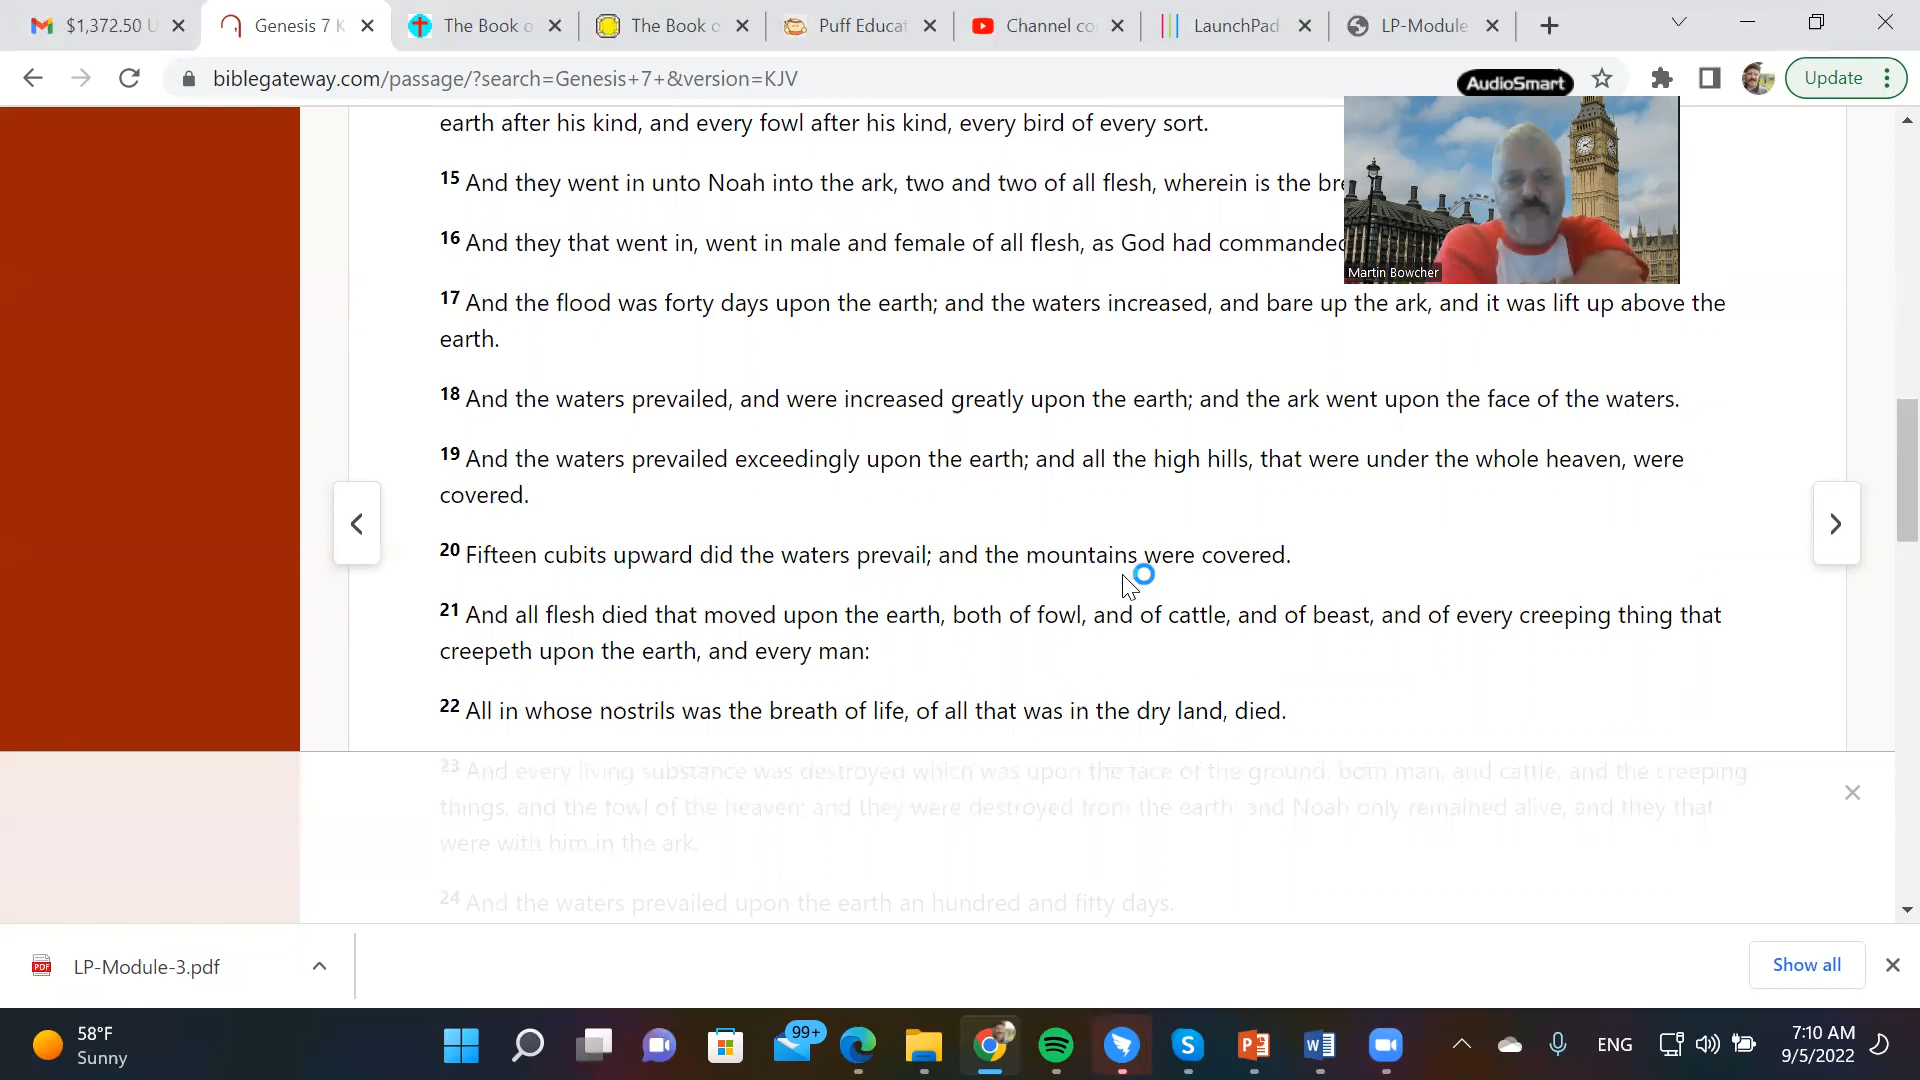 $1,372.50 U
Genesis 7 K
The Book o
The Book o
Puff Educat
Channel co
LaunchPad
LP-Module
biblegateway.com/passage/?search=Genesis+7+&version=KJV
AudioSmart
Update
earth after his kind, and every fowl after his kind, every bird of every sort.
15 And they went in unto Noah into the ark, two and two of all flesh, wherein is the bre
16 And they that went in, went in male and female of all flesh, as God had commanded
Martin Bowcher
17 And the flood was forty days upon the earth; and the waters increased, and bare up the ark, and it was lift up above the
earth.
18 And the waters prevailed, and were increased greatly upon the earth; and the ark went upon the face of the waters.
19 And the waters prevailed exceedingly upon the earth; and all the high hills, that were under the whole heaven, were
covered.
20 Fifteen cubits upward did the waters prevail; and the mountains were covered.
21 And all flesh died that moved upon the earth, both of fowl, and of cattle, and of beast, and of every creeping thing that
creepeth upon the earth, and every man:
22 All in whose nostrils was the breath of life, of all that was in the dry land, died.
23 And every living substance was destroyed which was upon the face of the ground, both man, and cattle, and the creeping
things, and the fowl of the heaven; and they were destroyed from the earth: and Noah only remained alive, and they that
were with him in the ark.
24 And the waters prevailed upon the earth an hundred and fifty days.
PDF
LP-Module-3.pdf
Show all
58°F
Sunny
99+
ENG
7:10 AM
9/5/2022